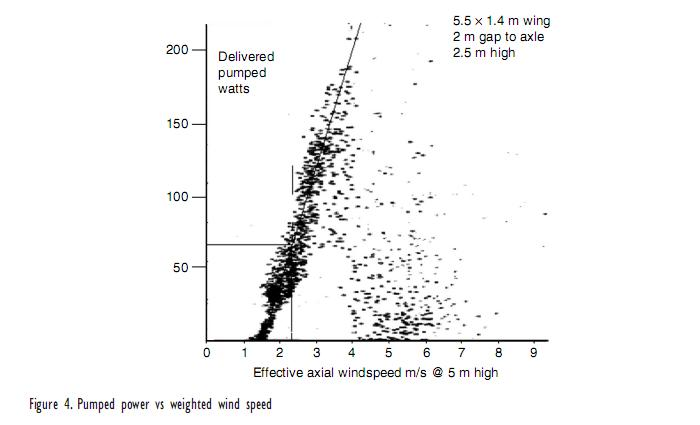 5.5 × 1.4 m wing
2 m gap to axle
2.5 m high
Delivered
pumped
watts
200
150
100
50
0 1 2 3 4 5 6 7 8 9
Effective axial windspeed m/s @ 5 m high
Figure 4. Pumped power vs weighted wind speed